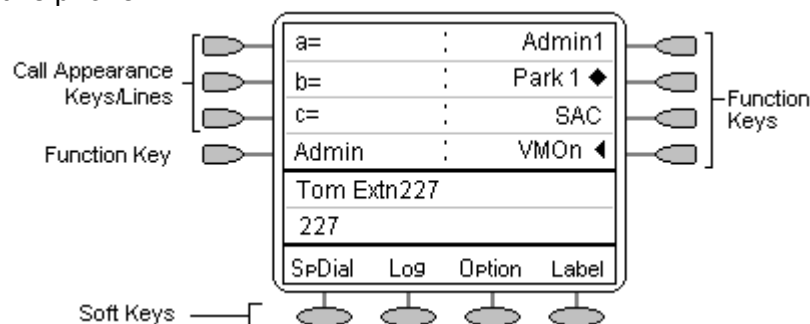 a= : Admin1
Call Appearance
Keys/Lines
b= : Park 1 ◆
Function
Keys
c= : SAC
Function Key
Admin : VMOn ◀
Tom Extn227
227
SpDial Log Option Label
Soft Keys